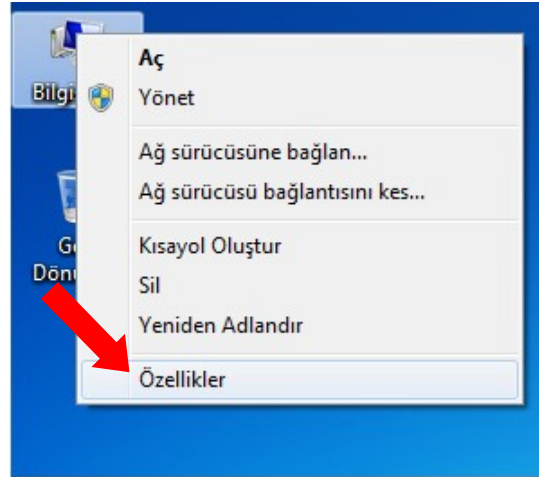 Aç
Yönet
Ağ sürücüsüne bağlan...
Ağ sürücüsü bağlantısını kes...
Kısayol Oluştur
Sil
Yeniden Adlandır
Özellikler